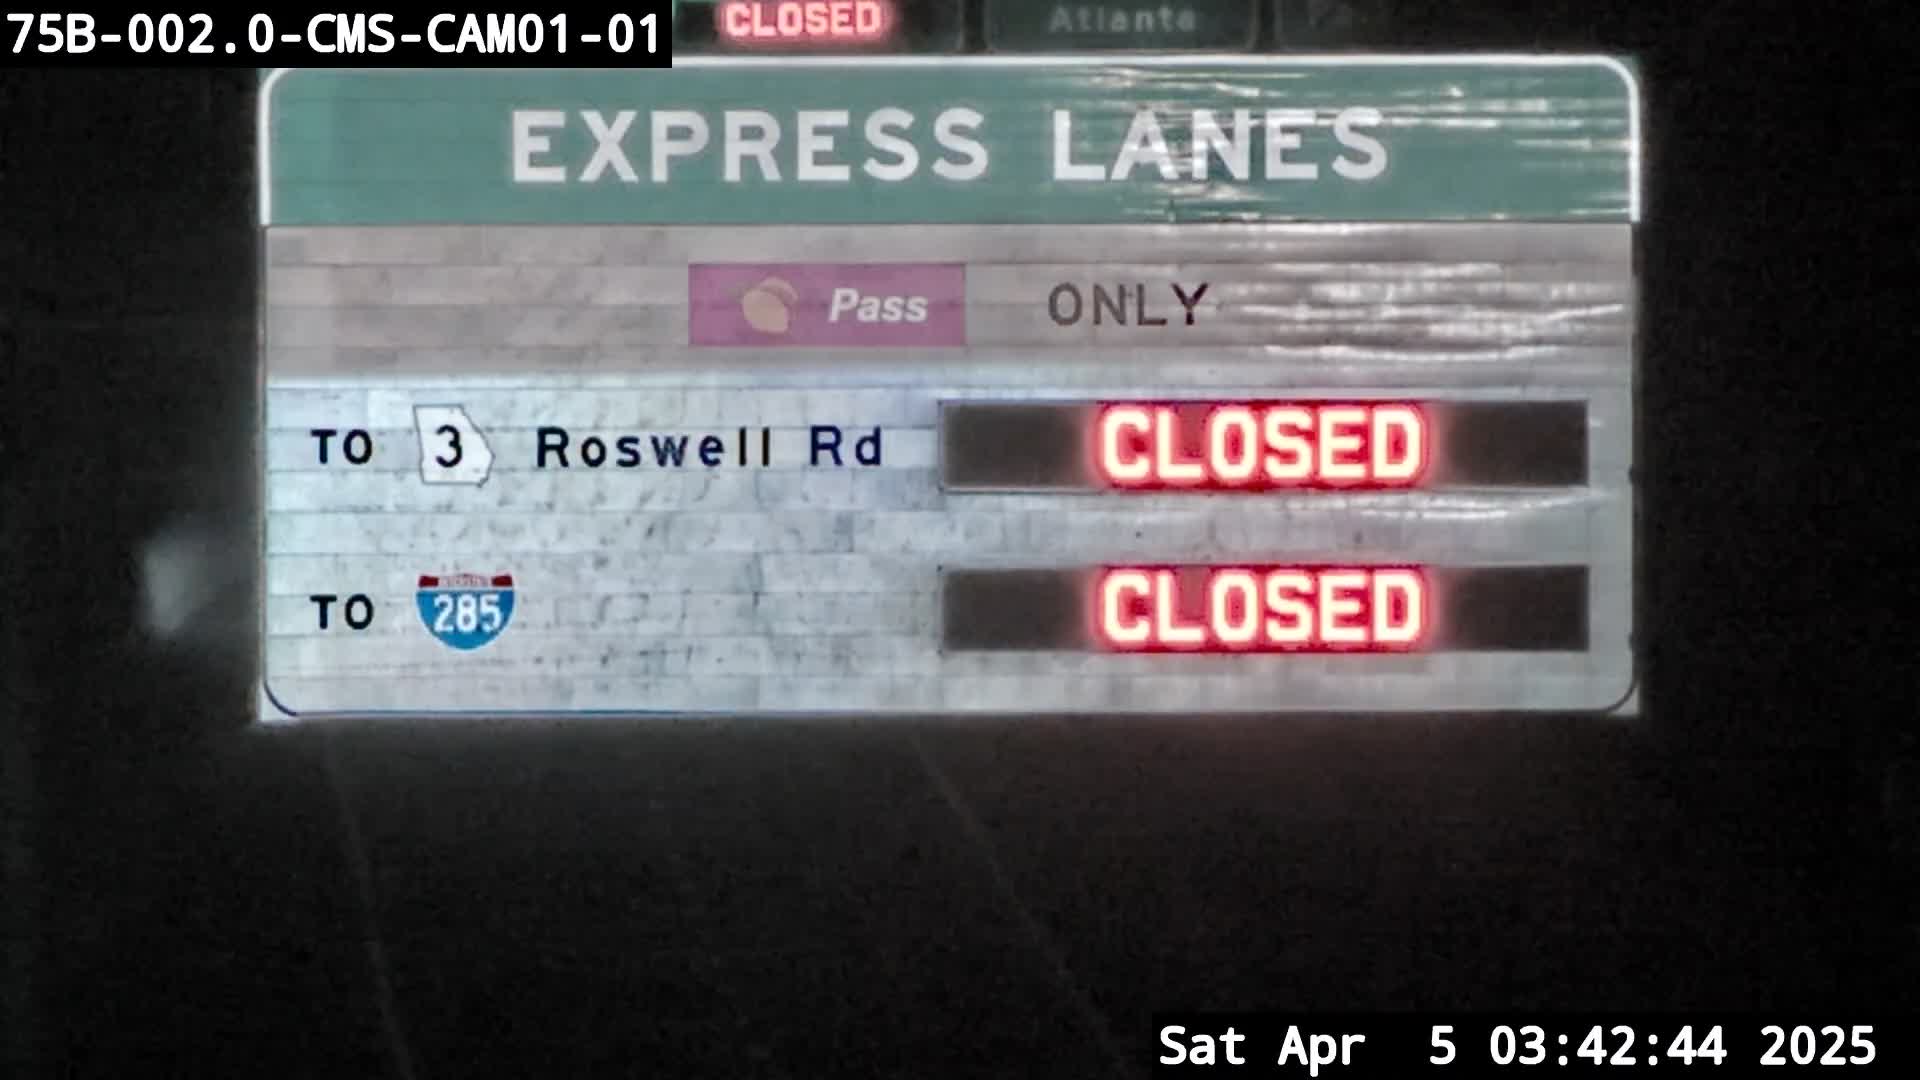 75B-002.0-CMS-CAM01-01
CLOSED Atlanta
EXPRESS LANES
Pass ONLY
TO 3 Roswell Rd CLOSED
TO 285 CLOSED
Sat Apr 5 03:42:44 2025